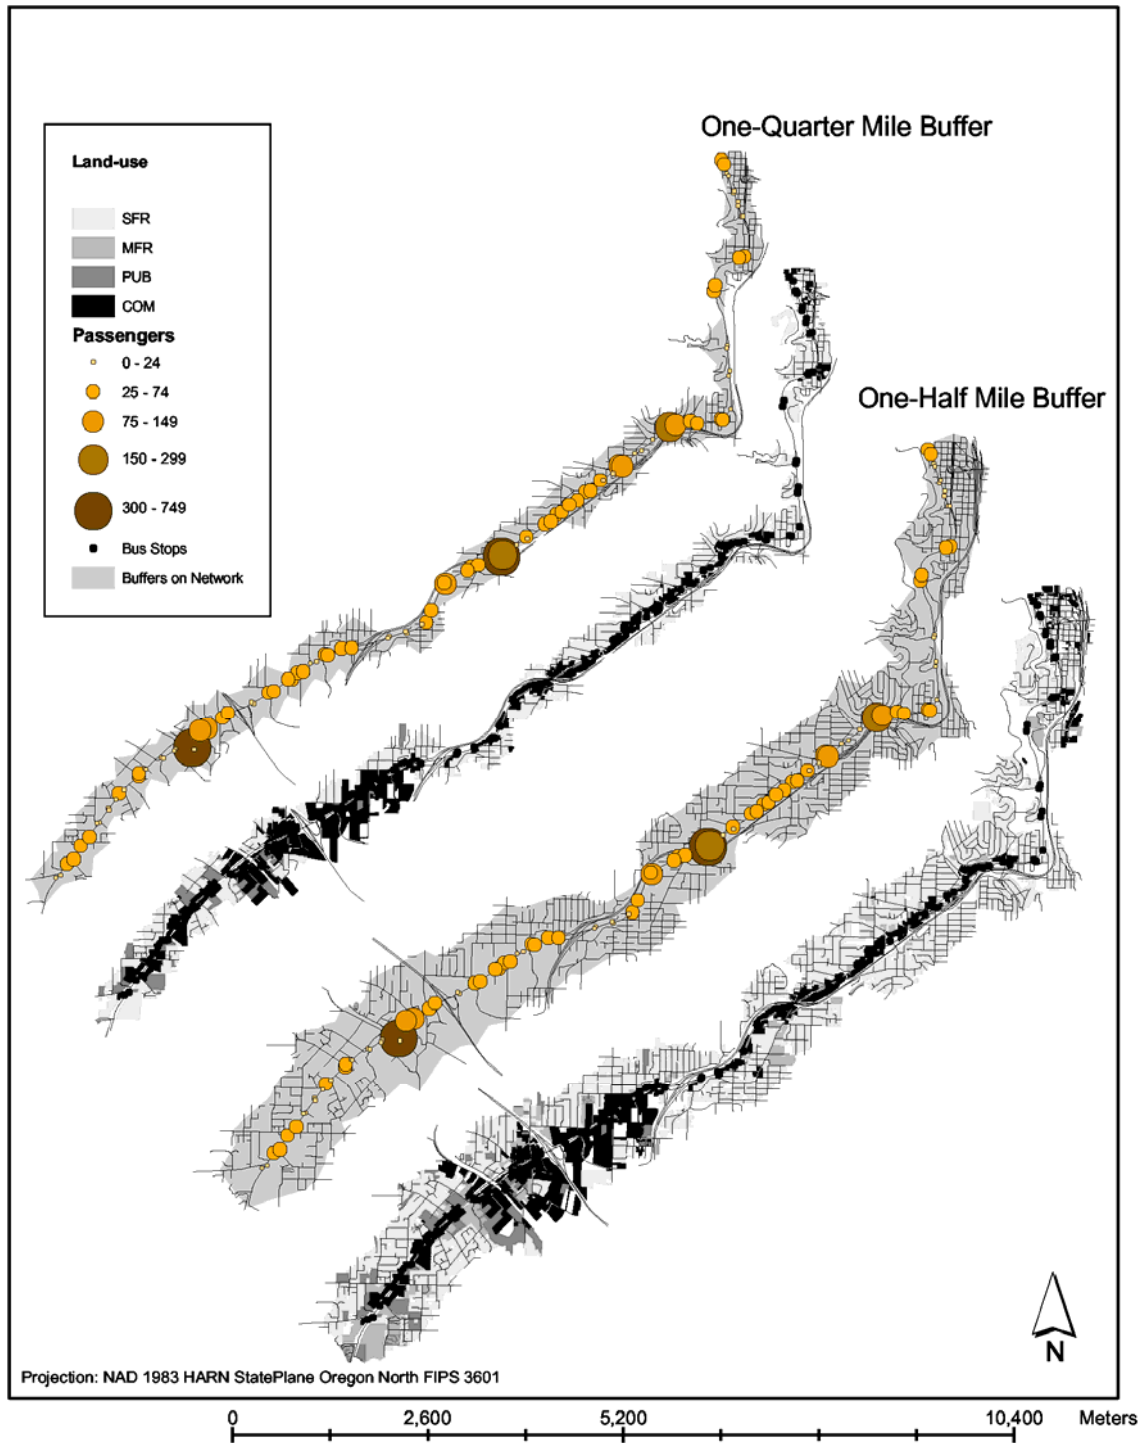 One-Quarter Mile Buffer
Land-use
SFR
MFR
PUB
COM
Passengers
0 - 24
25 - 74
75 - 149
150 - 299
300 - 749
Bus Stops
Buffers on Network
One-Half Mile Buffer
N
Projection: NAD 1983 HARN StatePlane Oregon North FIPS 3601
0 2,600 5,200 10,400 Meters